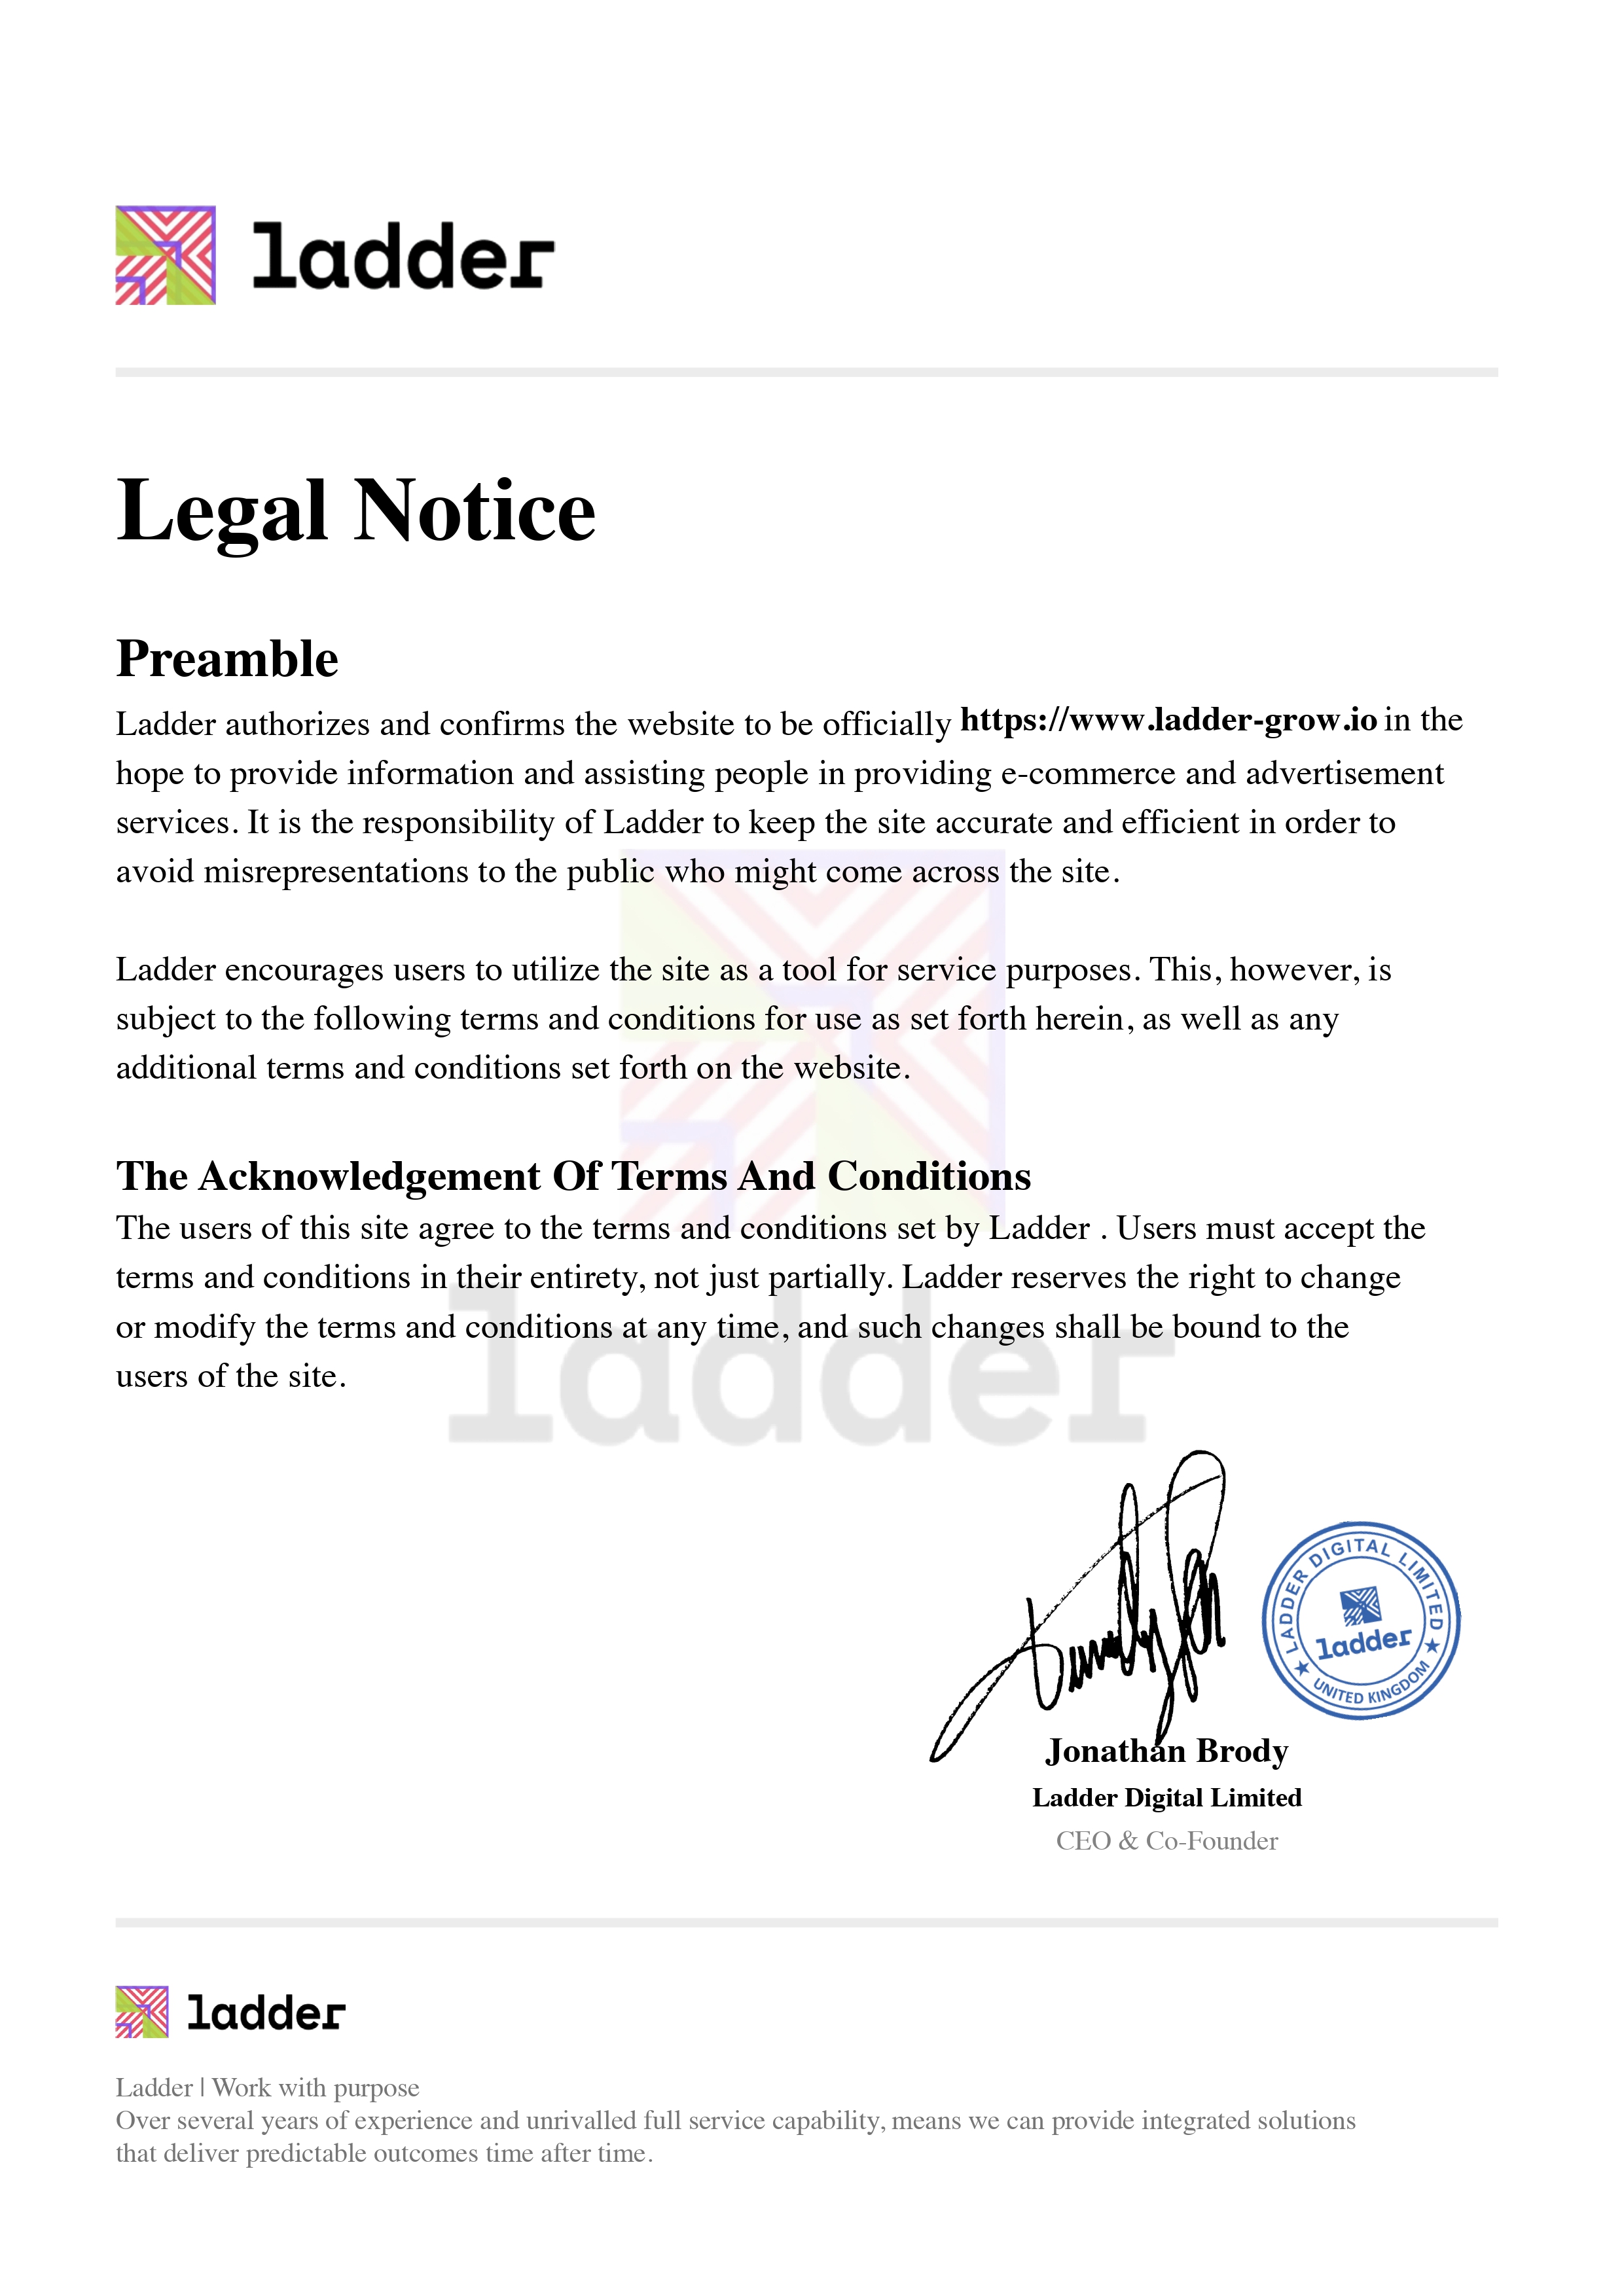 ladder
Legal Notice
Preamble
Ladder authorizes and confirms the website to be officially https://www.ladder-grow.io in the
hope to provide information and assisting people in providing e-commerce and advertisement
services. It is the responsibility of Ladder to keep the site accurate and efficient in order to
avoid misrepresentations to the public who might come across the site.
Ladder encourages users to utilize the site as a tool for service purposes. This, however, is
subject to the following terms and conditions for use as set forth herein, as well as any
additional terms and conditions set forth on the website.
The Acknowledgement Of Terms And Conditions
The users of this site agree to the terms and conditions set by Ladder . Users must accept the
terms and conditions in their entirety, not just partially. Ladder reserves the right to change
or modify the terms and conditions at any time, and such changes shall be bound to the
users of the site.
ladder
LADDER DIGITAL LIMITED
ladder
★ UNITED KINGDOM ★
Jonathan Brody
Ladder Digital Limited
CEO & Co-Founder
ladder
Ladder | Work with purpose
Over several years of experience and unrivalled full service capability, means we can provide integrated solutions
that deliver predictable outcomes time after time.